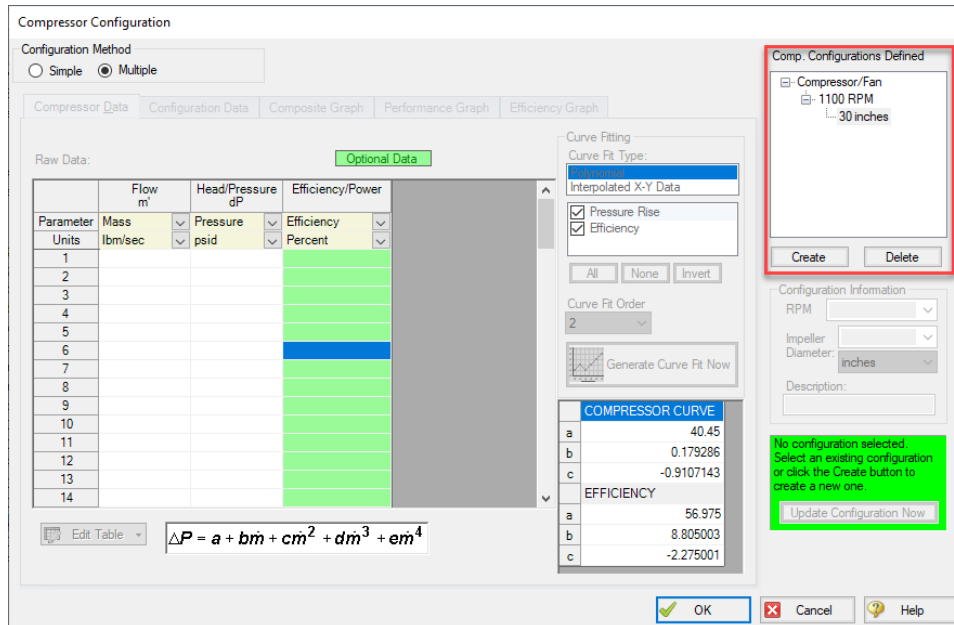 Compressor Configuration
Configuration Method
Simple
Multiple
Compressor Data
Configuration Data
Composite Graph
Performance Graph
Efficiency Graph
Raw Data:
Optional Data
Flow
m'
Head/Pressure
dP
Efficiency/Power
Parameter Mass Pressure Efficiency
Units lbm/sec psid Percent
1
2
3
4
5
6
7
8
9
10
11
12
13
14
Edit Table
ΔP = a + bṁ + cṁ² + dṁ³ + eṁ⁴
Curve Fitting
Curve Fit Type:
Polynomial
Interpolated X-Y Data
Pressure Rise
Efficiency
All
None
Invert
Curve Fit Order
2
Generate Curve Fit Now
COMPRESSOR CURVE
a 40.45
b 0.179286
c -0.9107143
EFFICIENCY
a 56.975
b 8.805003
c -2.275001
Comp. Configurations Defined
Compressor/Fan
1100 RPM
30 inches
Create
Delete
Configuration Information
RPM
Impeller
Diameter:
inches
Description:
No configuration selected.
Select an existing configuration
or click the Create button to
create a new one.
Update Configuration Now
OK
Cancel
Help